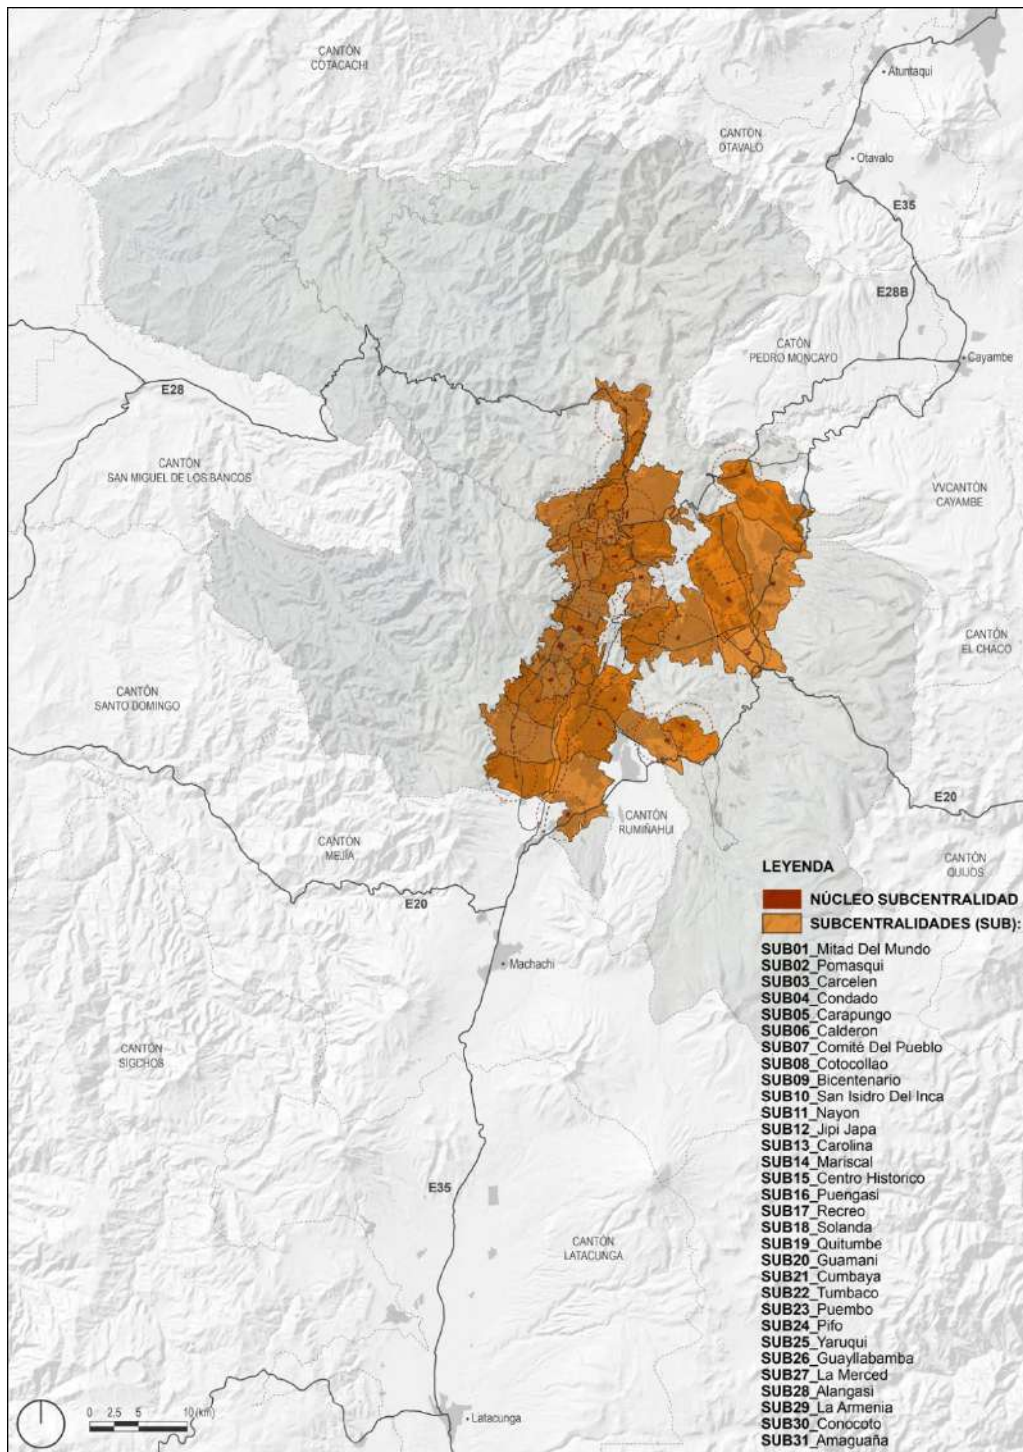 CANTÓN
COTACACHI
Atuntaqui
CANTÓN
OTAVALO
Otavalo
E35
E28B
CATÓN
PEDRO MONCAYO
Cayambe
E28
CANTÓN
SAN MIGUEL DE LOS BANCOS
VVCANTÓN
CAYAMBE
CANTÓN
EL CHACO
CANTÓN
SANTO DOMINGO
E20
CANTÓN
RUMIÑAHUI
CANTÓN
MEJÍA
CANTÓN
QUIJOS
E20
Machachi
CANTÓN
SIGCHOS
E35
CANTÓN
LATACUNGA
Latacunga
0 2.5 5 10(km)
LEYENDA
NÚCLEO SUBCENTRALIDAD
SUBCENTRALIDADES (SUB):
SUB01_Mitad Del Mundo
SUB02_Pomasqui
SUB03_Carcelen
SUB04_Condado
SUB05_Carapungo
SUB06_Calderon
SUB07_Comité Del Pueblo
SUB08_Cotocollao
SUB09_Bicentenario
SUB10_San Isidro Del Inca
SUB11_Nayon
SUB12_Jipi Japa
SUB13_Carolina
SUB14_Mariscal
SUB15_Centro Historico
SUB16_Puengasi
SUB17_Recreo
SUB18_Solanda
SUB19_Quitumbe
SUB20_Guamani
SUB21_Cumbaya
SUB22_Tumbaco
SUB23_Puembo
SUB24_Pifo
SUB25_Yaruqui
SUB26_Guayllabamba
SUB27_La Merced
SUB28_Alangasi
SUB29_La Armenia
SUB30_Conocoto
SUB31_Amaguaña